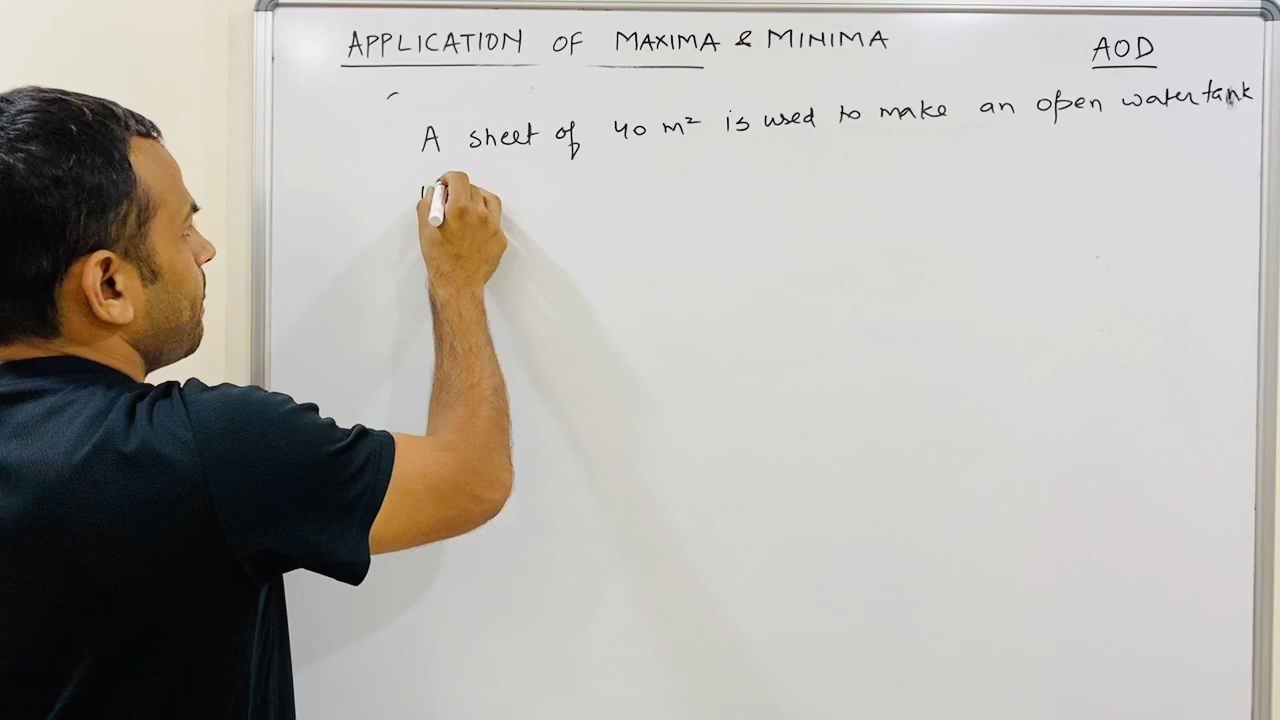 APPLICATION OF MAXIMA & MINIMA
AOD
A sheet of 40 m² is used to make an open water tank